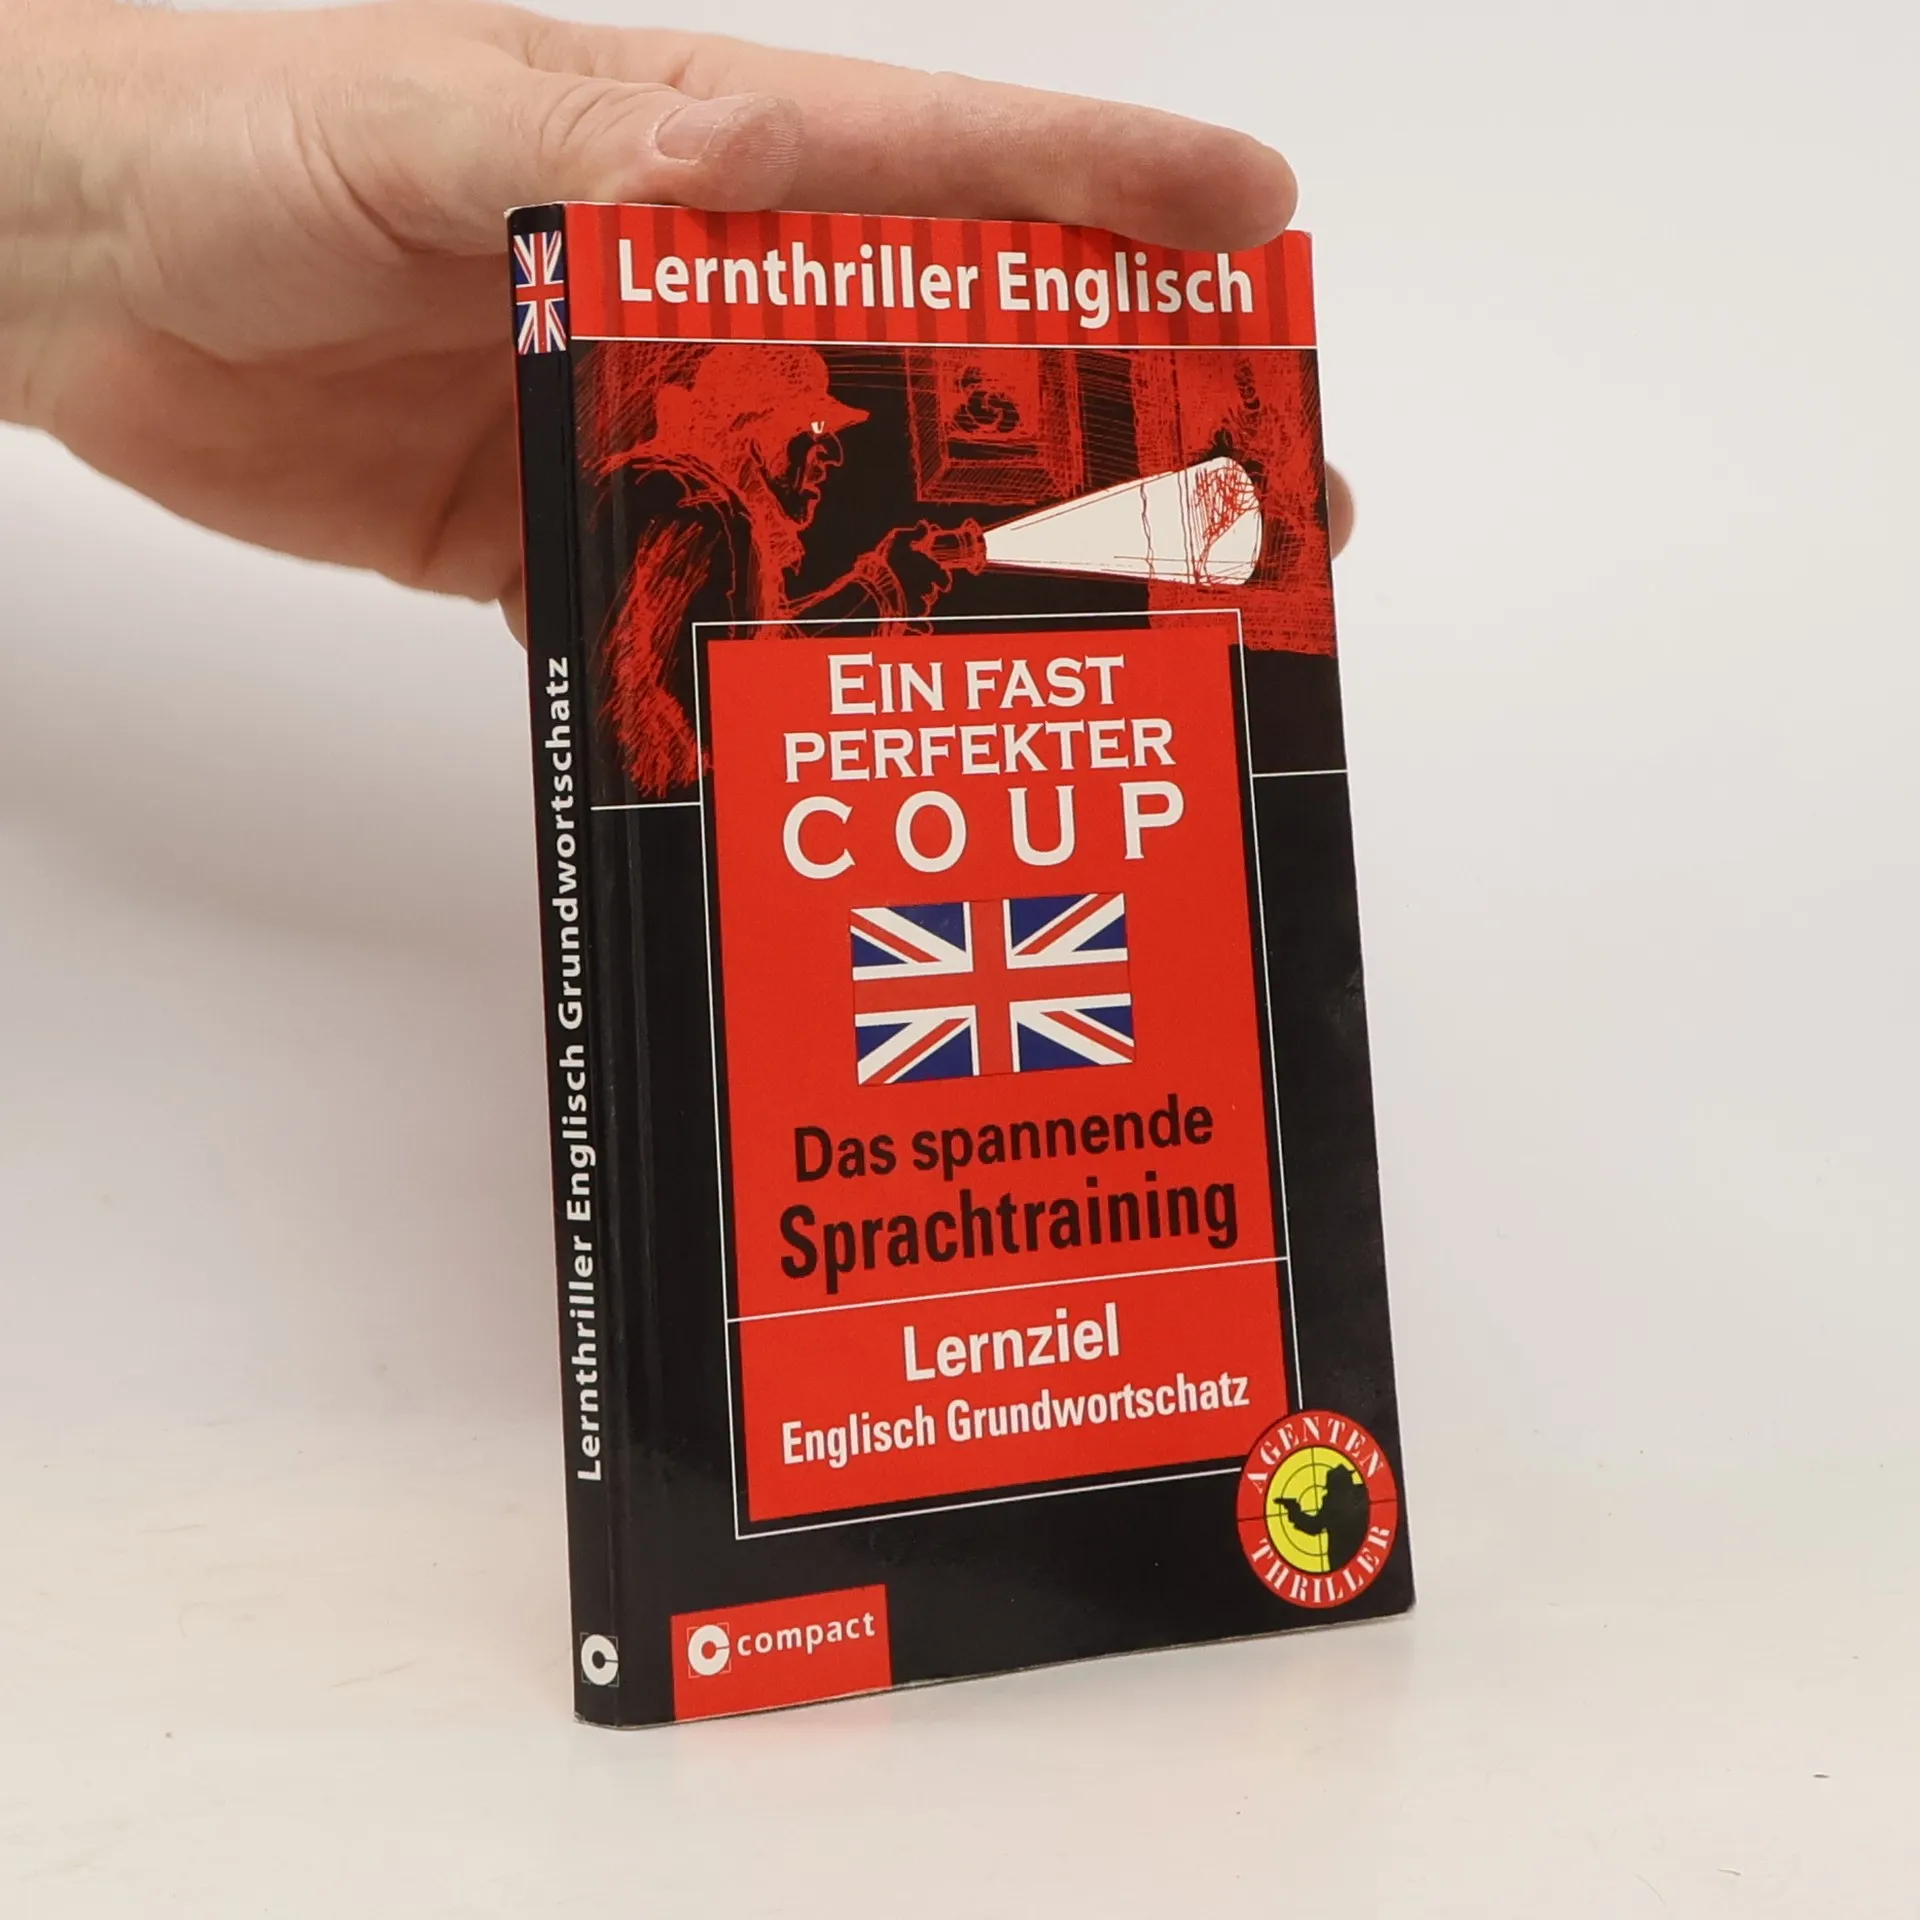 Lernthriller Englisch
EIN FAST
PERFEKTER
COUP
Das spannende
Sprachtraining
Lernziel
Englisch Grundwortschatz
AGENTEN
THRILLER
compact
Lernthriller Englisch Grundwortschatz